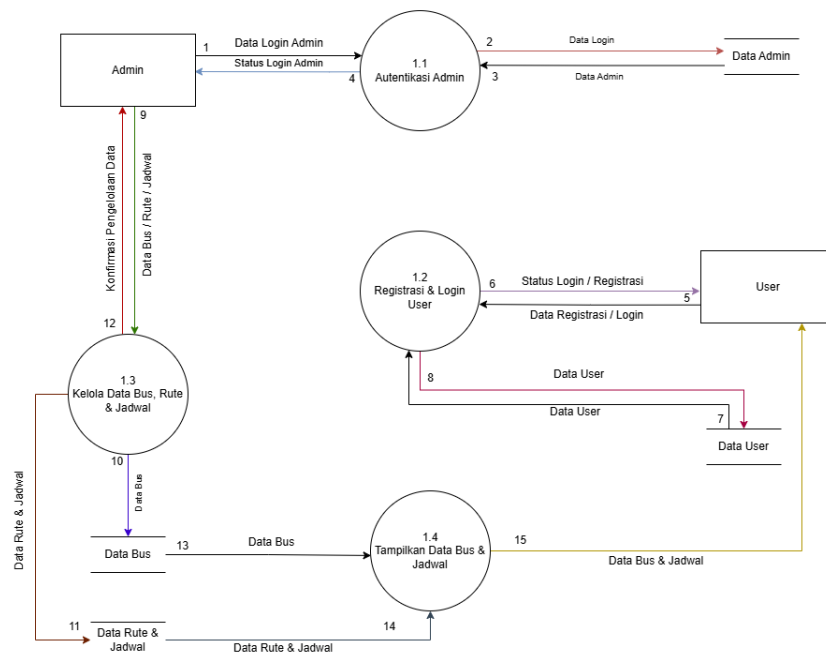 1
Data Login Admin
Status Login Admin
4
Admin
1.1
Autentikasi Admin
2
Data Login
3
Data Admin
Data Admin
9
Konfirmasi Pengelolaan Data
Data Bus / Rute / Jadwal
12
1.2
Registrasi & Login
User
6
Status Login / Registrasi
5
Data Registrasi / Login
User
8
Data User
Data User
7
Data User
1.3
Kelola Data Bus, Rute
& Jadwal
10
Data Bus
Data Rute & Jadwal
Data Bus
13
Data Bus
1.4
Tampilkan Data Bus &
Jadwal
15
Data Bus & Jadwal
11
Data Rute &
Jadwal
Data Rute & Jadwal
14